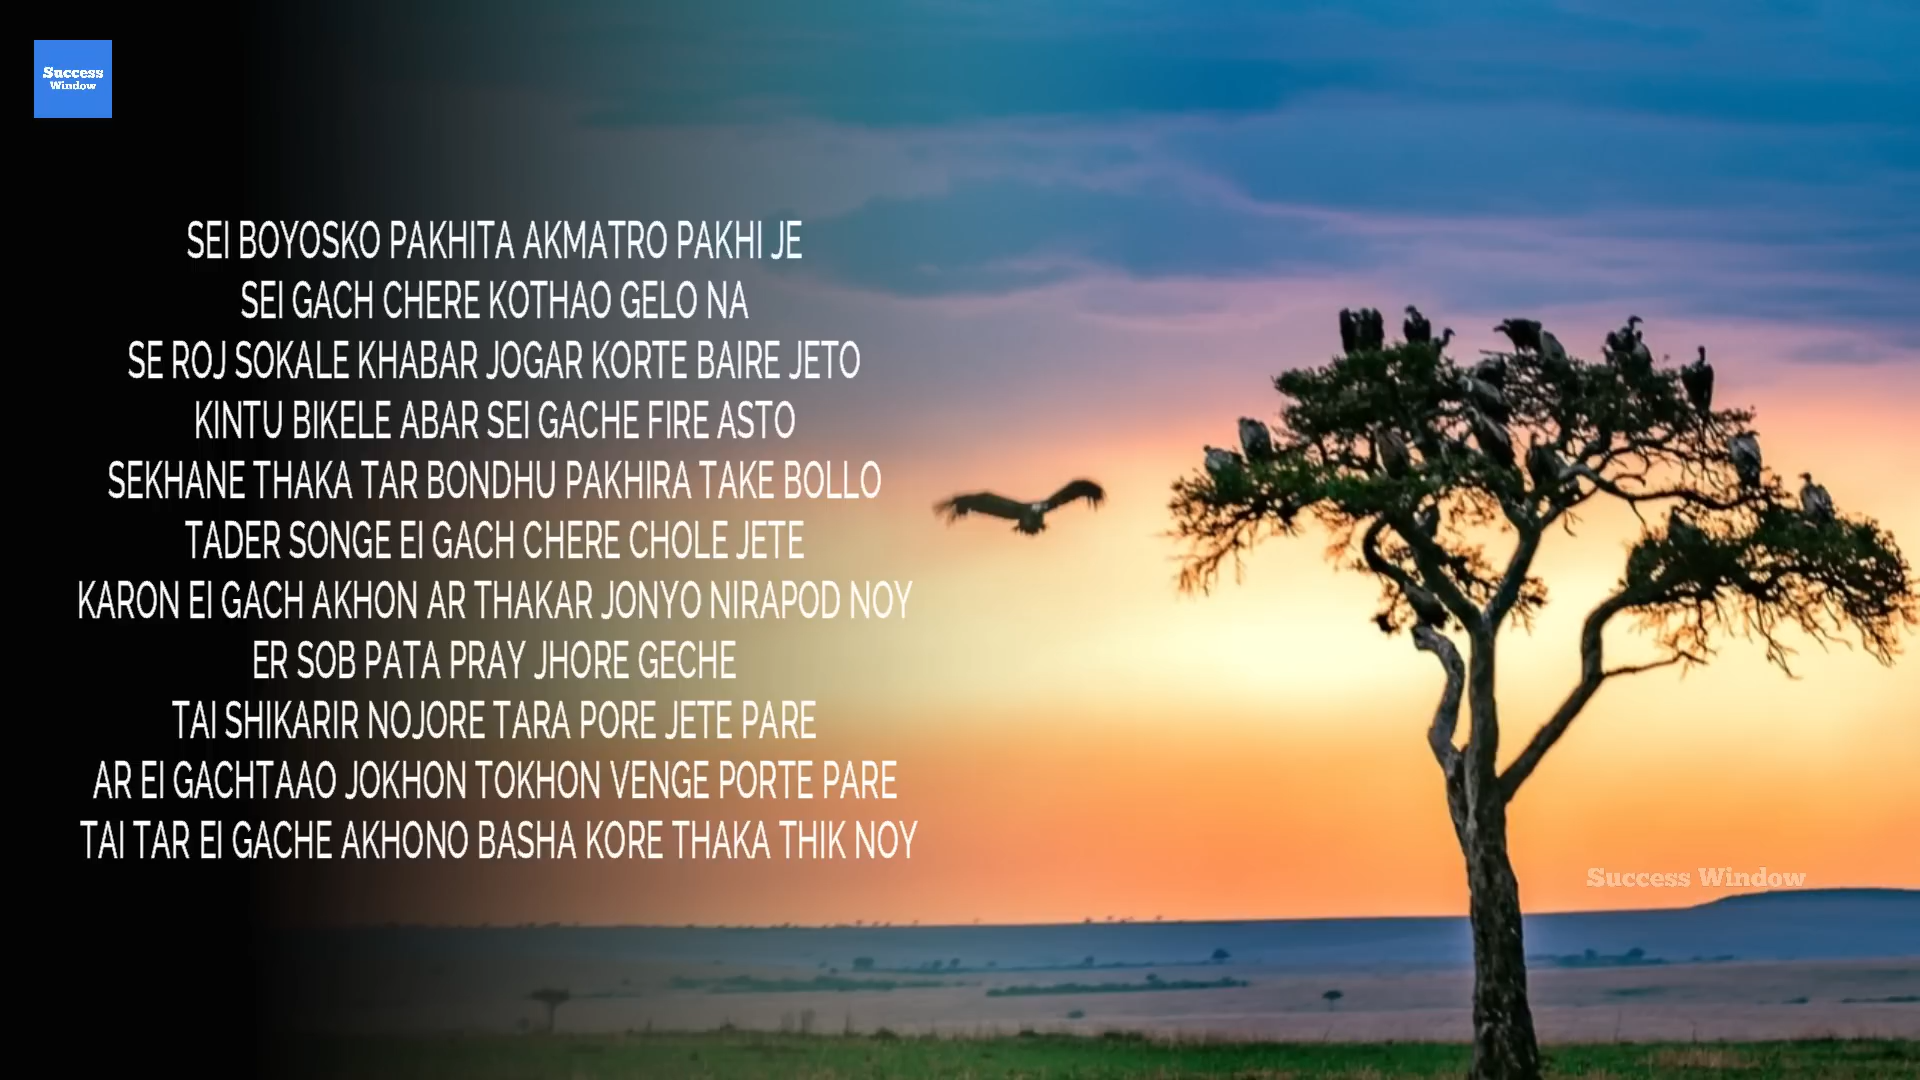 Success
Window
SEI BOYOSKO PAKHITA AKMATRO PAKHI JE
SEI GACH CHERE KOTHAO GELO NA
SE ROJ SOKALE KHABAR JOGAR KORTE BAIRE JETO
KINTU BIKELE ABAR SEI GACHE FIRE ASTO
SEKHANE THAKA TAR BONDHU PAKHIRA TAKE BOLLO
TADER SONGE EI GACH CHERE CHOLE JETE
KARON EI GACH AKHON AR THAKAR JONYO NIRAPOD NOY
ER SOB PATA PRAY JHORE GECHE
TAI SHIKARIR NOJORE TARA PORE JETE PARE
AR EI GACHTAAO JOKHON TOKHON VENGE PORTE PARE
TAI TAR EI GACHE AKHONO BASHA KORE THAKA THIK NOY
Success Window